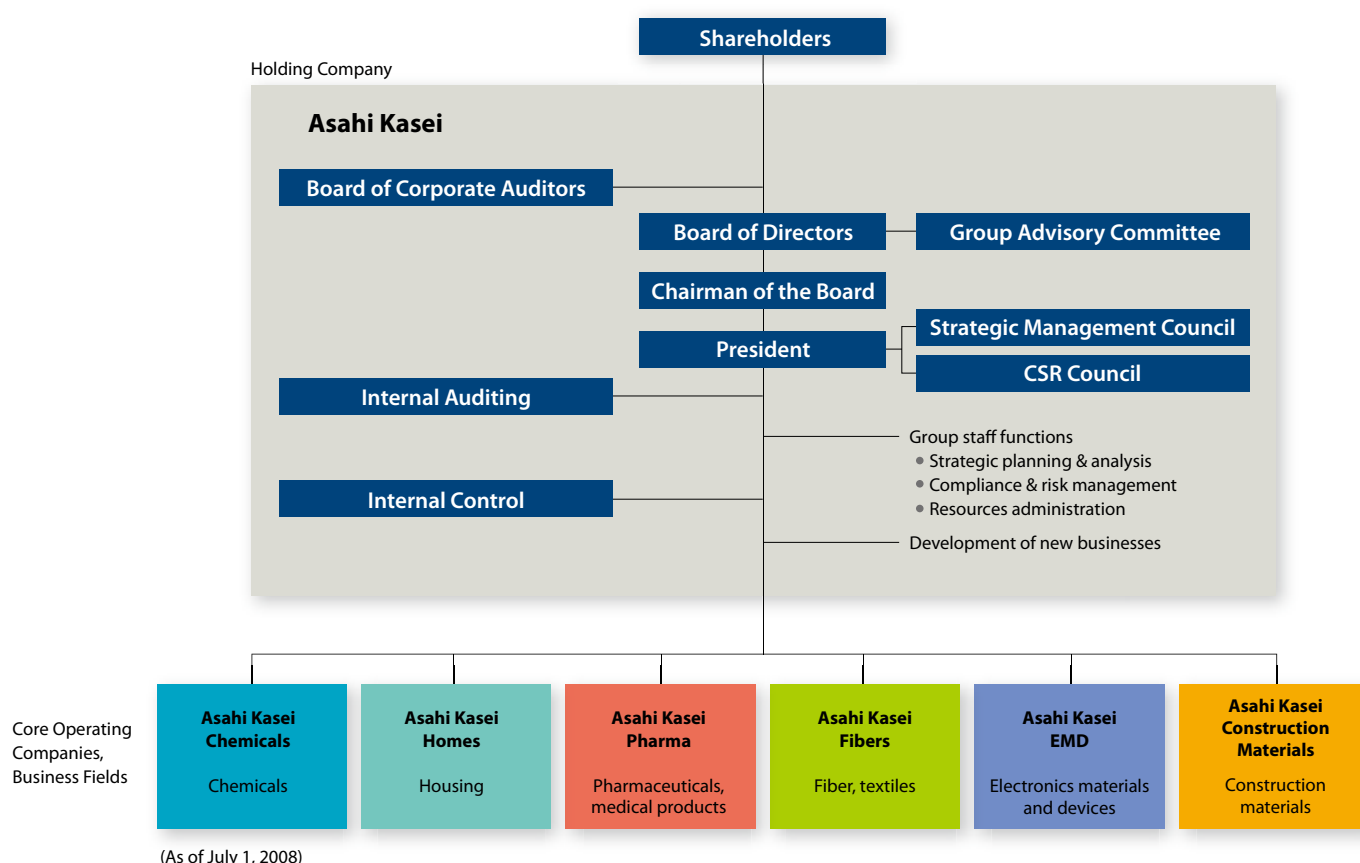 Shareholders
Holding Company
Asahi Kasei
Board of Corporate Auditors
Board of Directors
Group Advisory Committee
Chairman of the Board
Strategic Management Council
President
CSR Council
Internal Auditing
Group staff functions
• Strategic planning & analysis
• Compliance & risk management
• Resources administration
Internal Control
Development of new businesses
Core Operating
Companies,
Business Fields
Asahi Kasei
Chemicals
Chemicals
Asahi Kasei
Homes
Housing
Asahi Kasei
Pharma
Pharmaceuticals,
medical products
Asahi Kasei
Fibers
Fiber, textiles
Asahi Kasei
EMD
Electronics materials
and devices
Asahi Kasei
Construction
Materials
Construction
materials
(As of July 1, 2008)